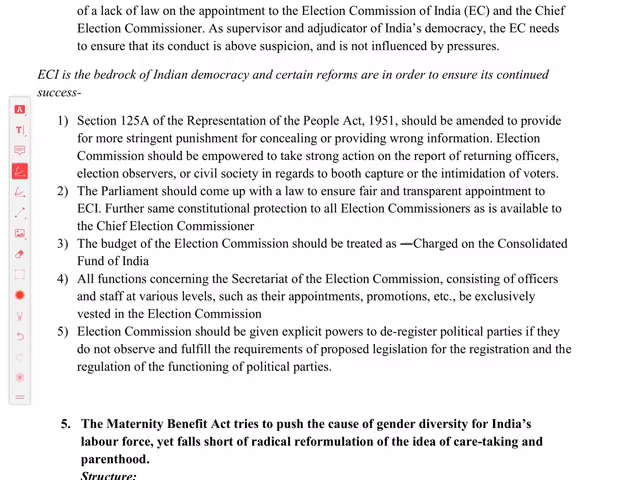 of a lack of law on the appointment to the Election Commission of India (EC) and the Chief
Election Commissioner. As supervisor and adjudicator of India’s democracy, the EC needs
to ensure that its conduct is above suspicion, and is not influenced by pressures.
ECI is the bedrock of Indian democracy and certain reforms are in order to ensure its continued
success-
1) Section 125A of the Representation of the People Act, 1951, should be amended to provide
for more stringent punishment for concealing or providing wrong information. Election
Commission should be empowered to take strong action on the report of returning officers,
election observers, or civil society in regards to booth capture or the intimidation of voters.
2) The Parliament should come up with a law to ensure fair and transparent appointment to
ECI. Further same constitutional protection to all Election Commissioners as is available to
the Chief Election Commissioner
3) The budget of the Election Commission should be treated as ―Charged on the Consolidated
Fund of India
4) All functions concerning the Secretariat of the Election Commission, consisting of officers
and staff at various levels, such as their appointments, promotions, etc., be exclusively
vested in the Election Commission
5) Election Commission should be given explicit powers to de-register political parties if they
do not observe and fulfill the requirements of proposed legislation for the registration and the
regulation of the functioning of political parties.
5. The Maternity Benefit Act tries to push the cause of gender diversity for India’s
labour force, yet falls short of radical reformulation of the idea of care-taking and
parenthood.
Structure: